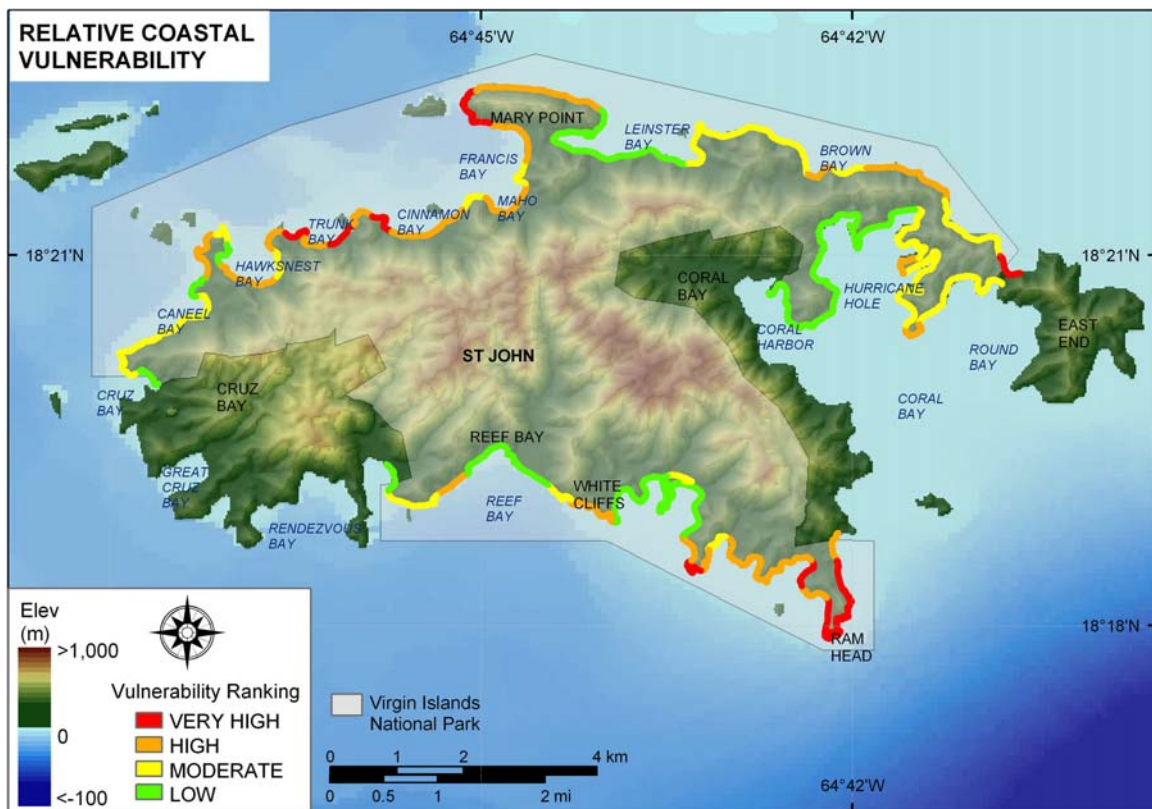 RELATIVE COASTAL
VULNERABILITY
64°45'W
64°42'W
MARY POINT
LEINSTER
BAY
BROWN
BAY
FRANCIS
BAY
MAHO
BAY
CINNAMON
BAY
TRUNK
BAY
HAWKSNEST
BAY
18°21'N
18°21'N
CORAL
BAY
HURRICANE
HOLE
CANEEL
BAY
CORAL
HARBOR
EAST
END
ROUND
BAY
ST JOHN
CRUZ
BAY
CRUZ
BAY
CORAL
BAY
REEF BAY
GREAT
CRUZ
BAY
WHITE
CLIFFS
REEF
BAY
RENDEZVOUS
BAY
18°18'N
RAM
HEAD
Elev
(m)
>1,000
0
<-100
Vulnerability Ranking
VERY HIGH
HIGH
MODERATE
LOW
Virgin Islands
National Park
0 1 2 4 km
0 0.5 1 2 mi
64°42'W